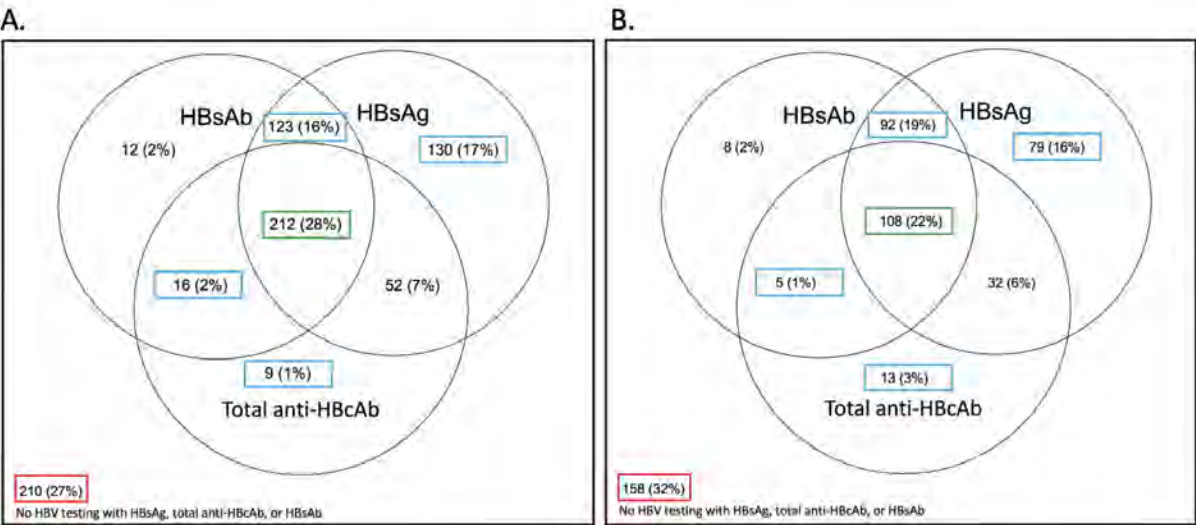 A.
HBsAb
HBsAg
123 (16%)
12 (2%)
130 (17%)
212 (28%)
16 (2%)
52 (7%)
9 (1%)
Total anti-HBcAb
210 (27%)
No HBV testing with HBsAg, total anti-HBcAb, or HBsAb
B.
HBsAb
HBsAg
92 (19%)
8 (2%)
79 (16%)
108 (22%)
5 (1%)
32 (6%)
13 (3%)
Total anti-HBcAb
158 (32%)
No HBV testing with HBsAg, total anti-HBcAb, or HBsAb